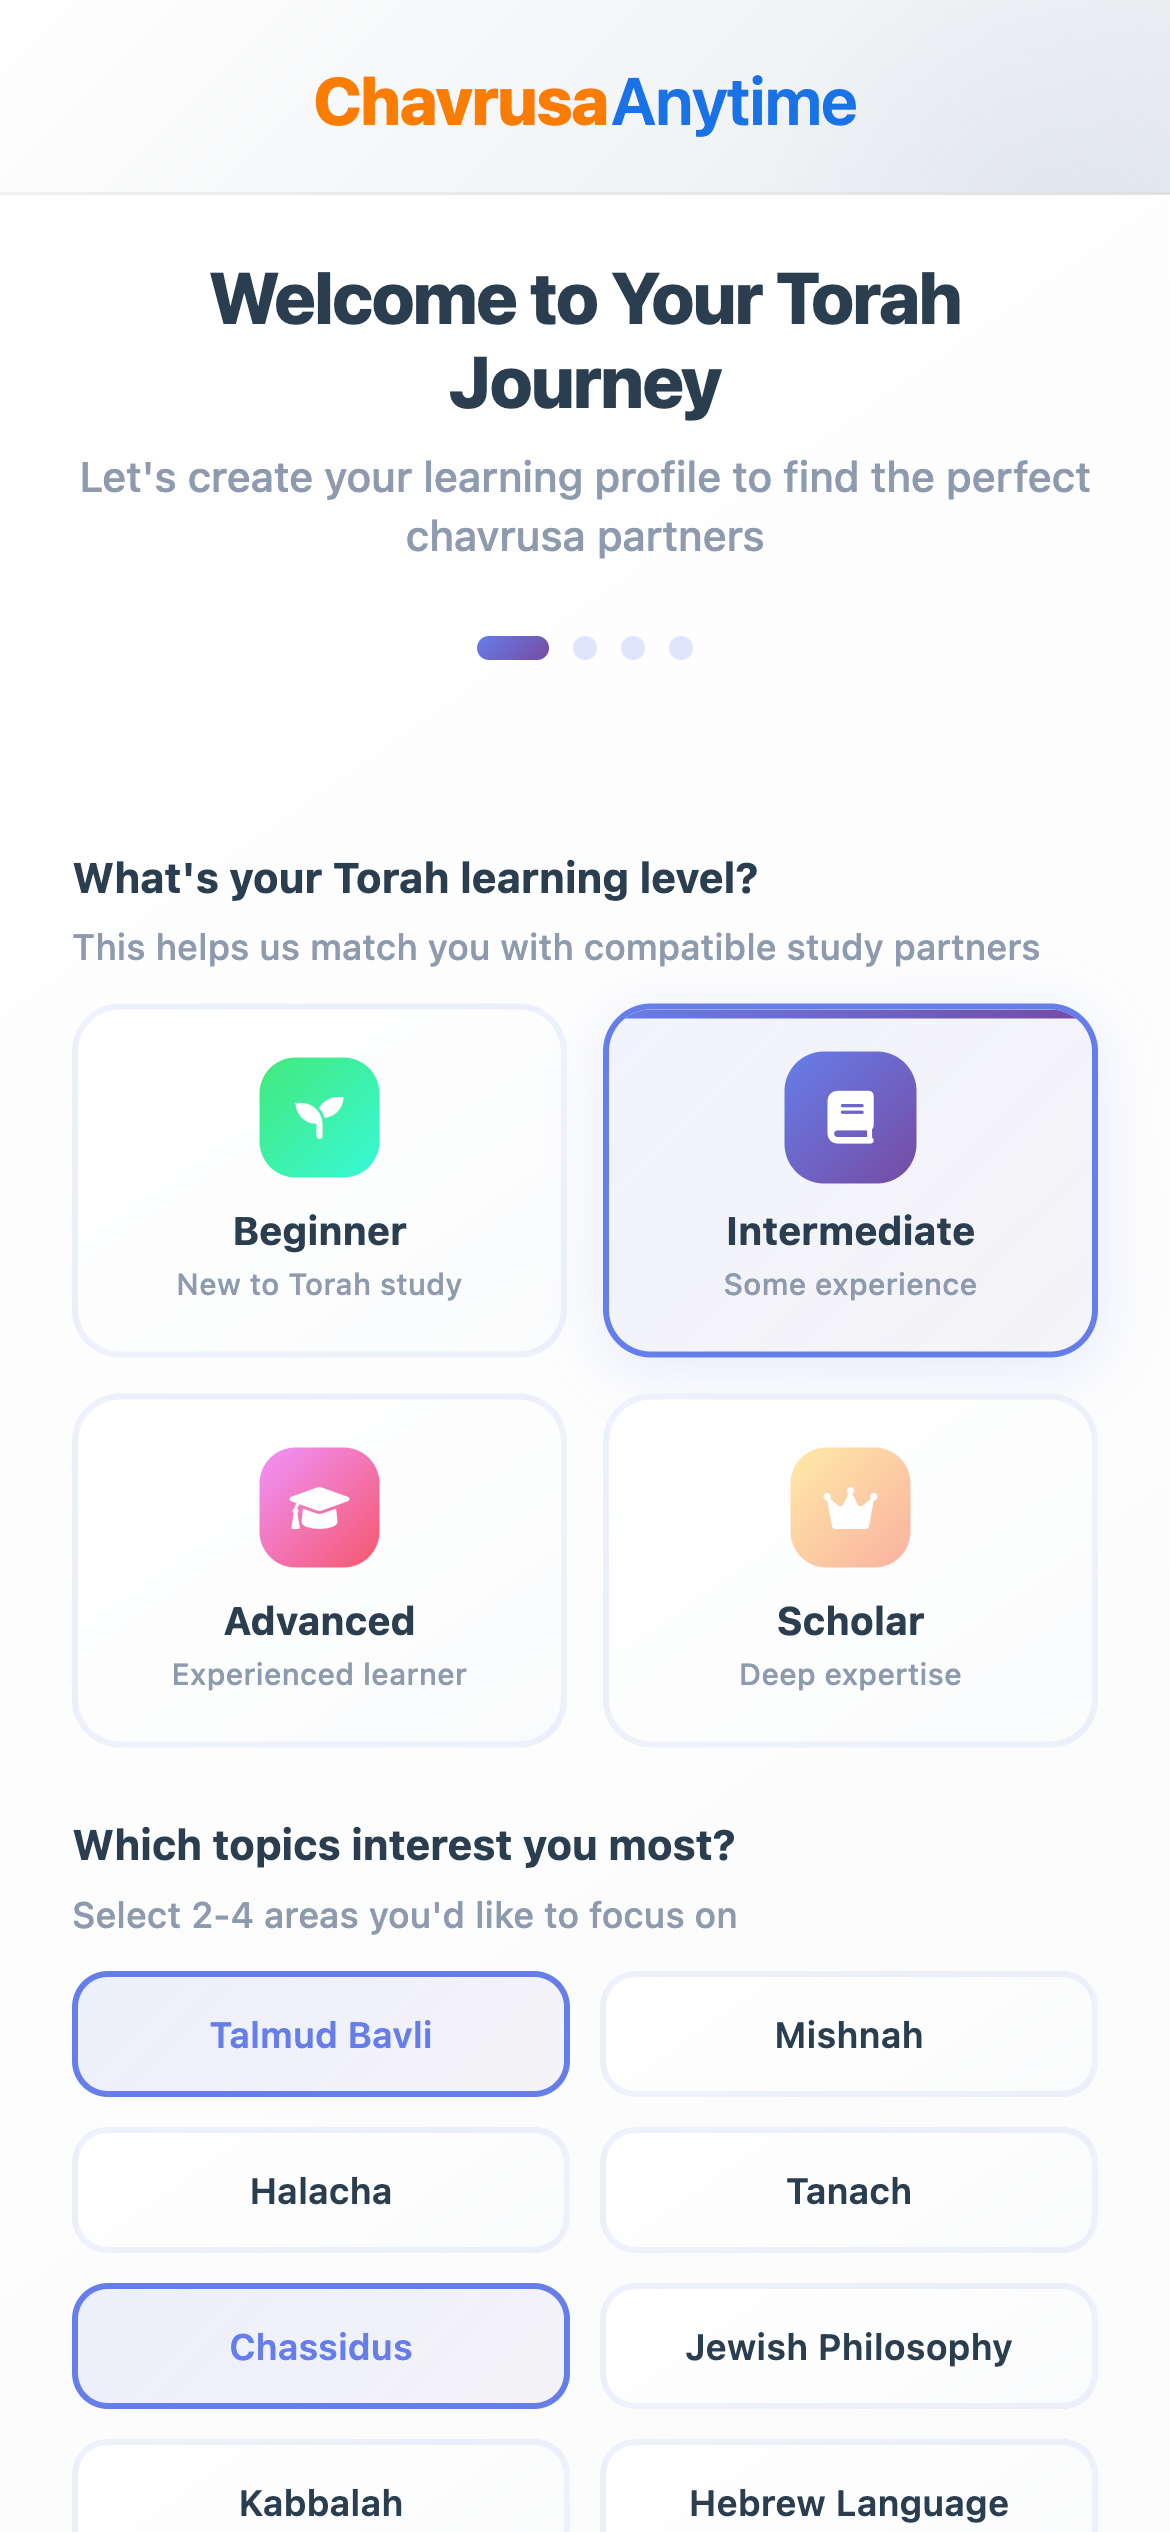 ChavrusaAnytime
Welcome to Your Torah
Journey
Let's create your learning profile to find the perfect
chavrusa partners
What's your Torah learning level?
This helps us match you with compatible study partners
Beginner
New to Torah study
Intermediate
Some experience
Advanced
Experienced learner
Scholar
Deep expertise
Which topics interest you most?
Select 2-4 areas you'd like to focus on
Talmud Bavli
Mishnah
Halacha
Tanach
Chassidus
Jewish Philosophy
Kabbalah
Hebrew Language